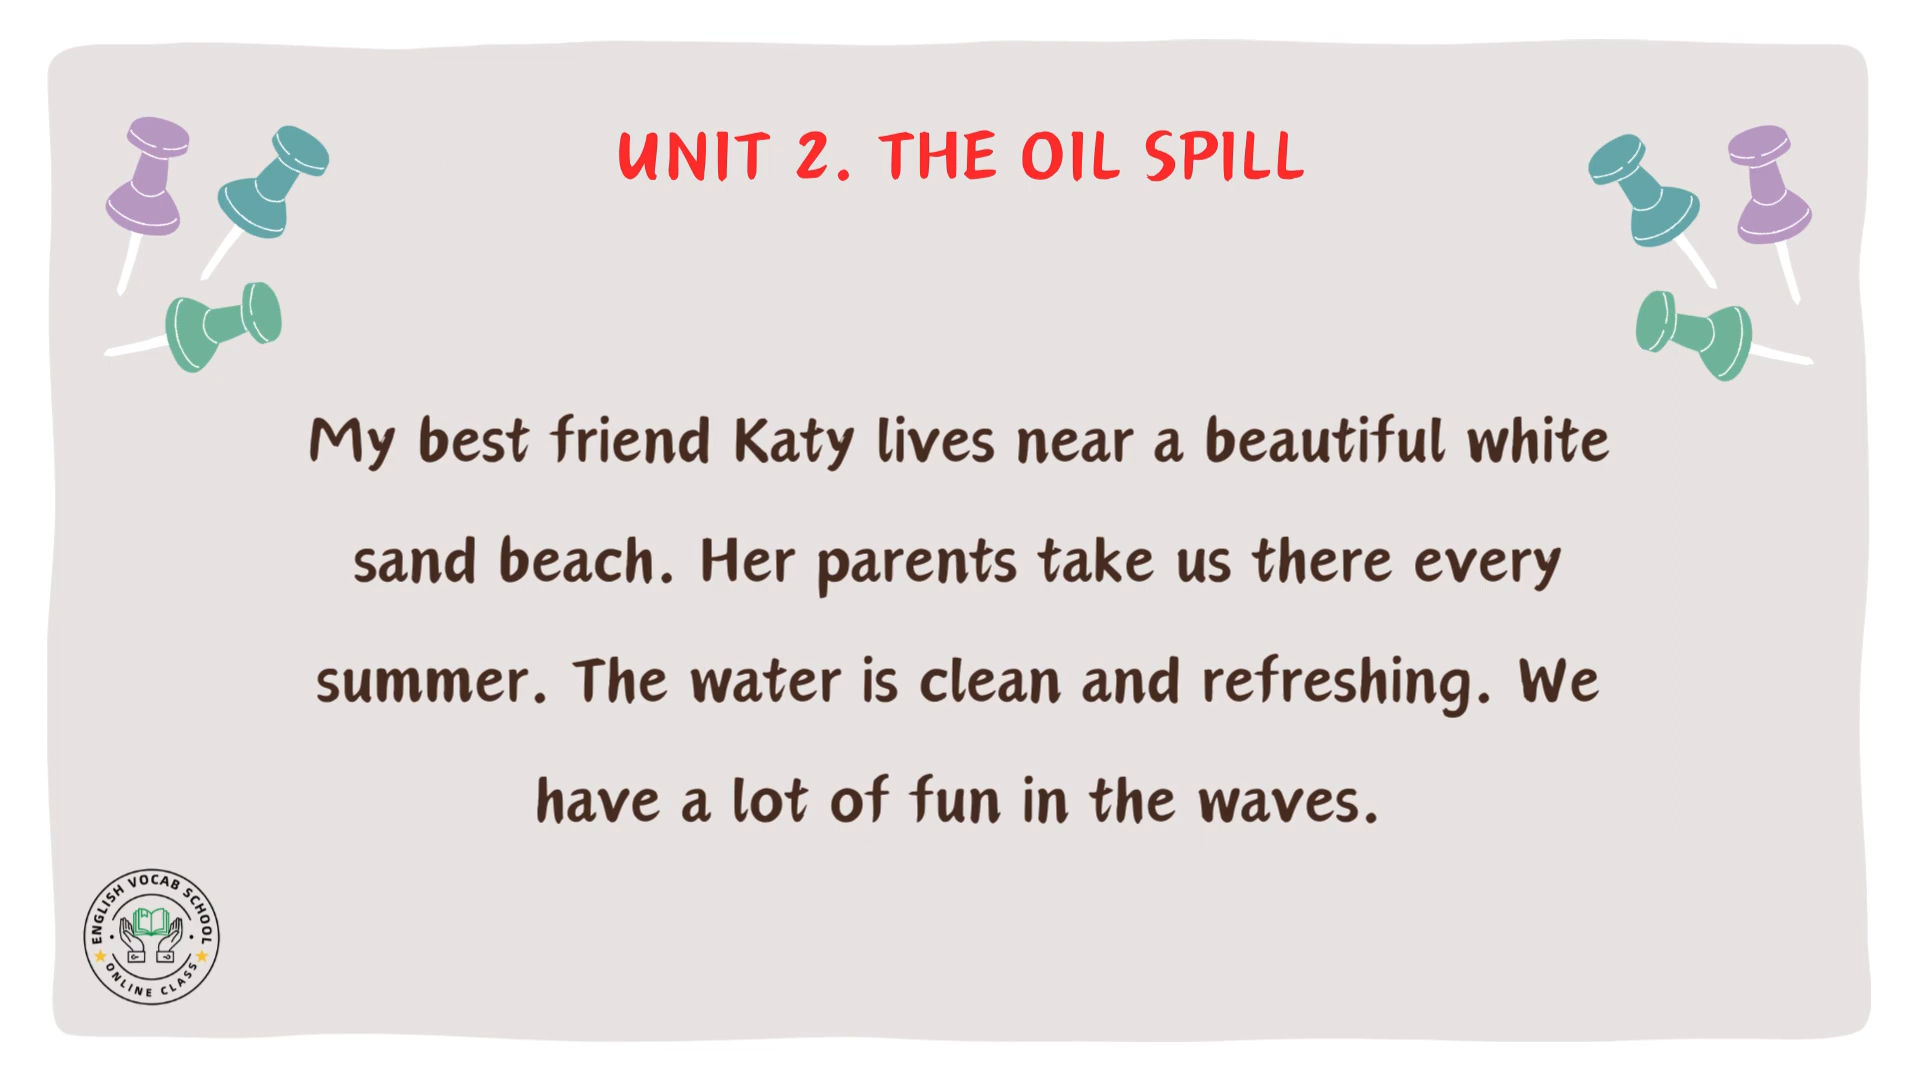 UNIT 2. THE OIL SPILL
My best friend Katy lives near a beautiful white
sand beach. Her parents take us there every
summer. The water is clean and refreshing. We
have a lot of fun in the waves.
ENGLISH VOCAB SCHOOL
ONLINE CLASS